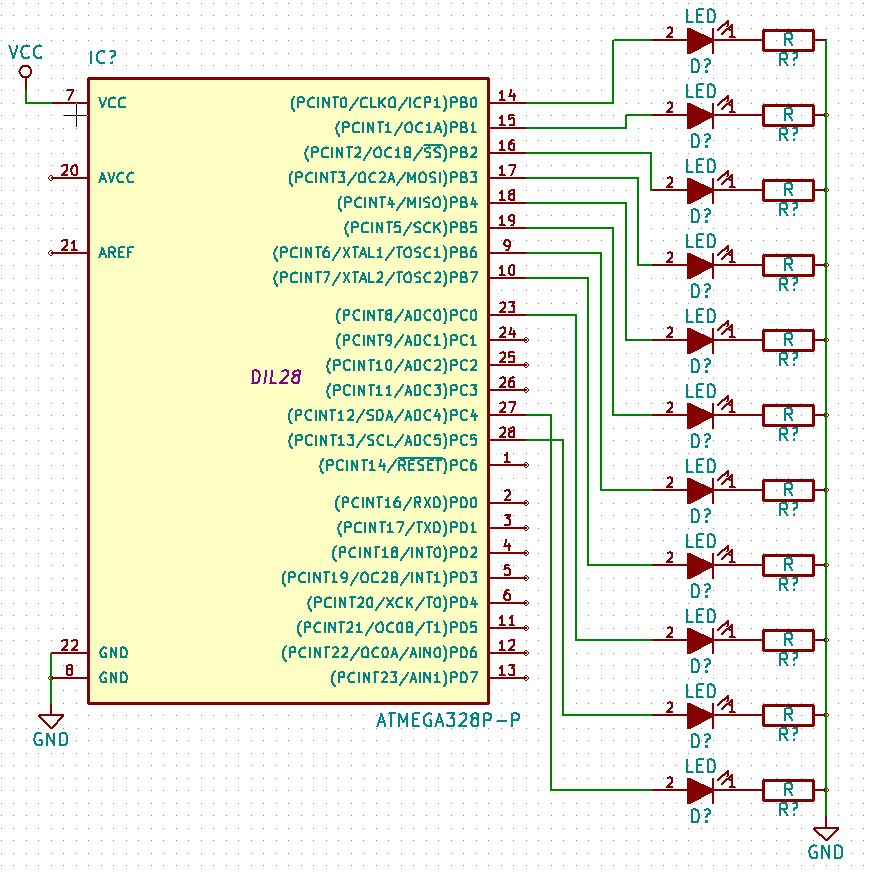 VCC
IC?
7 VCC
20 AVCC
21 AREF
22 GND
8 GND
GND
DIL28
(PCINT0/CLKO/ICP1)PB0 14
(PCINT1/OC1A)PB1 15
(PCINT2/OC1B/SS)PB2 16
(PCINT3/OC2A/MOSI)PB3 17
(PCINT4/MISO)PB4 18
(PCINT5/SCK)PB5 19
(PCINT6/XTAL1/TOSC1)PB6 9
(PCINT7/XTAL2/TOSC2)PB7 10
(PCINT8/ADC0)PC0 23
(PCINT9/ADC1)PC1 24
(PCINT10/ADC2)PC2 25
(PCINT11/ADC3)PC3 26
(PCINT12/SDA/ADC4)PC4 27
(PCINT13/SCL/ADC5)PC5 28
(PCINT14/RESET)PC6 1
(PCINT16/RXD)PD0 2
(PCINT17/TXD)PD1 3
(PCINT18/INT0)PD2 4
(PCINT19/OC2B/INT1)PD3 5
(PCINT20/XCK/T0)PD4 6
(PCINT21/OC0B/T1)PD5 11
(PCINT22/OC0A/AIN0)PD6 12
(PCINT23/AIN1)PD7 13
ATMEGA328P-P
LED
2 1 R
D? R?
LED
2 1 R
D? R?
LED
2 1 R
D? R?
LED
2 1 R
D? R?
LED
2 1 R
D? R?
LED
2 1 R
D? R?
LED
2 1 R
D? R?
LED
2 1 R
D? R?
LED
2 1 R
D? R?
LED
2 1 R
D? R?
LED
2 1 R
D? R?
GND